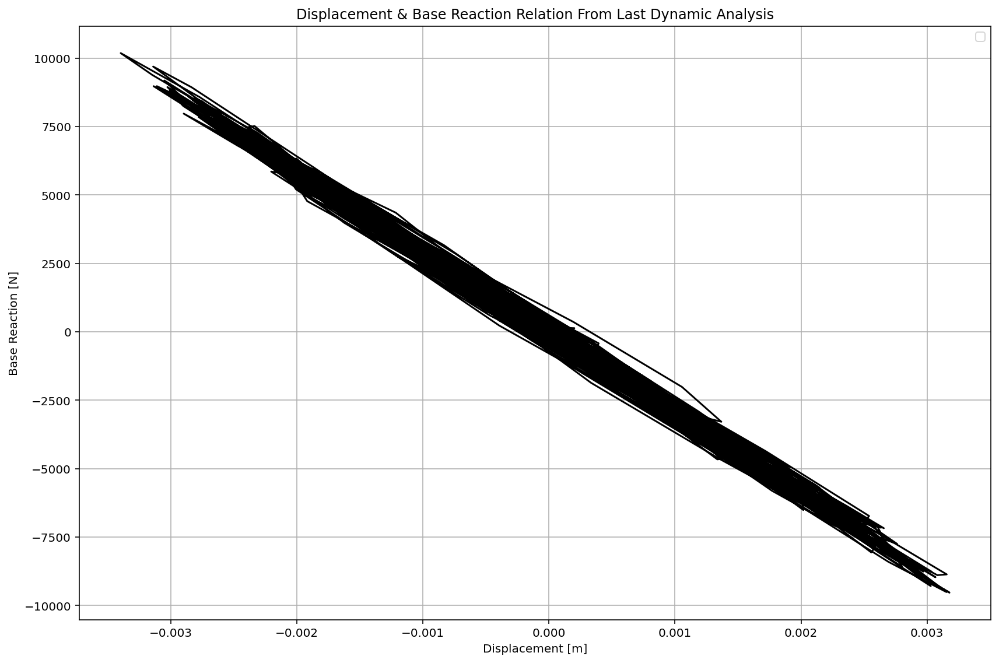 Displacement & Base Reaction Relation From Last Dynamic Analysis
10000
7500
5000
2500
0
−2500
−5000
−7500
−10000
Base Reaction [N]
−0.003 −0.002 −0.001 0.000 0.001 0.002 0.003
Displacement [m]